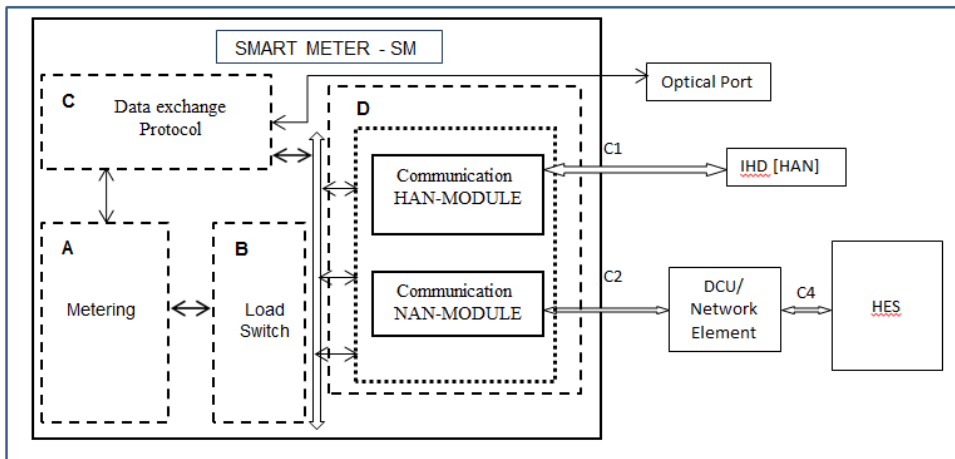 SMART METER - SM
C
Data exchange
Protocol
D
Optical Port
Communication
HAN-MODULE
C1
IHD [HAN]
A
Metering
B
Load
Switch
Communication
NAN-MODULE
C2
DCU/
Network
Element
C4
HES